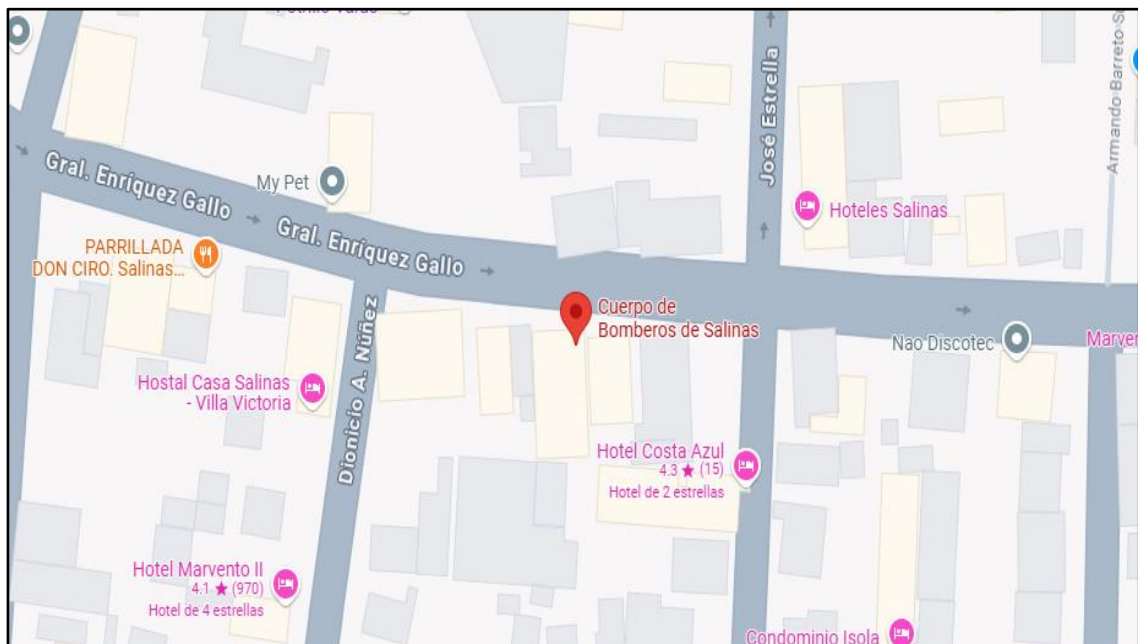 José Estrella
Armando Barreto
Gral. Enríquez Gallo
My Pet
Hoteles Salinas
Gral. Enríquez Gallo
PARRILLADA
DON CIRO. Salinas...
Cuerpo de
Bomberos de Salinas
Nao Discotec
Dionicio A. Núñez
Hostal Casa Salinas
- Villa Victoria
Hotel Costa Azul
4.3 ★ (15)
Hotel de 2 estrellas
Hotel Marvento II
4.1 ★ (970)
Hotel de 4 estrellas
Condominio Isola